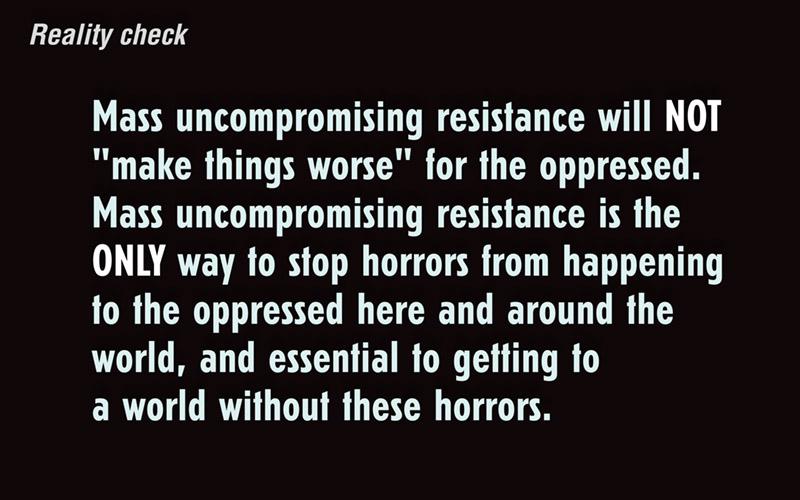 Reality check
Mass uncompromising resistance will NOT
"make things worse" for the oppressed.
Mass uncompromising resistance is the
ONLY way to stop horrors from happening
to the oppressed here and around the
world, and essential to getting to
a world without these horrors.